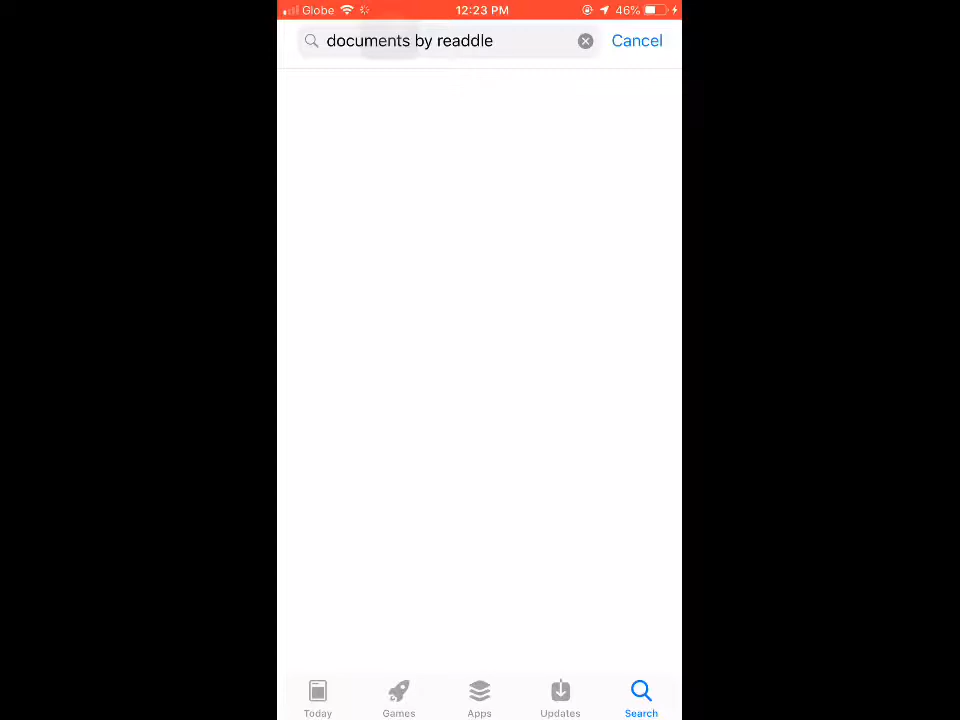 Globe 12:23 PM 46%
documents by readdle Cancel
Today Games Apps Updates Search